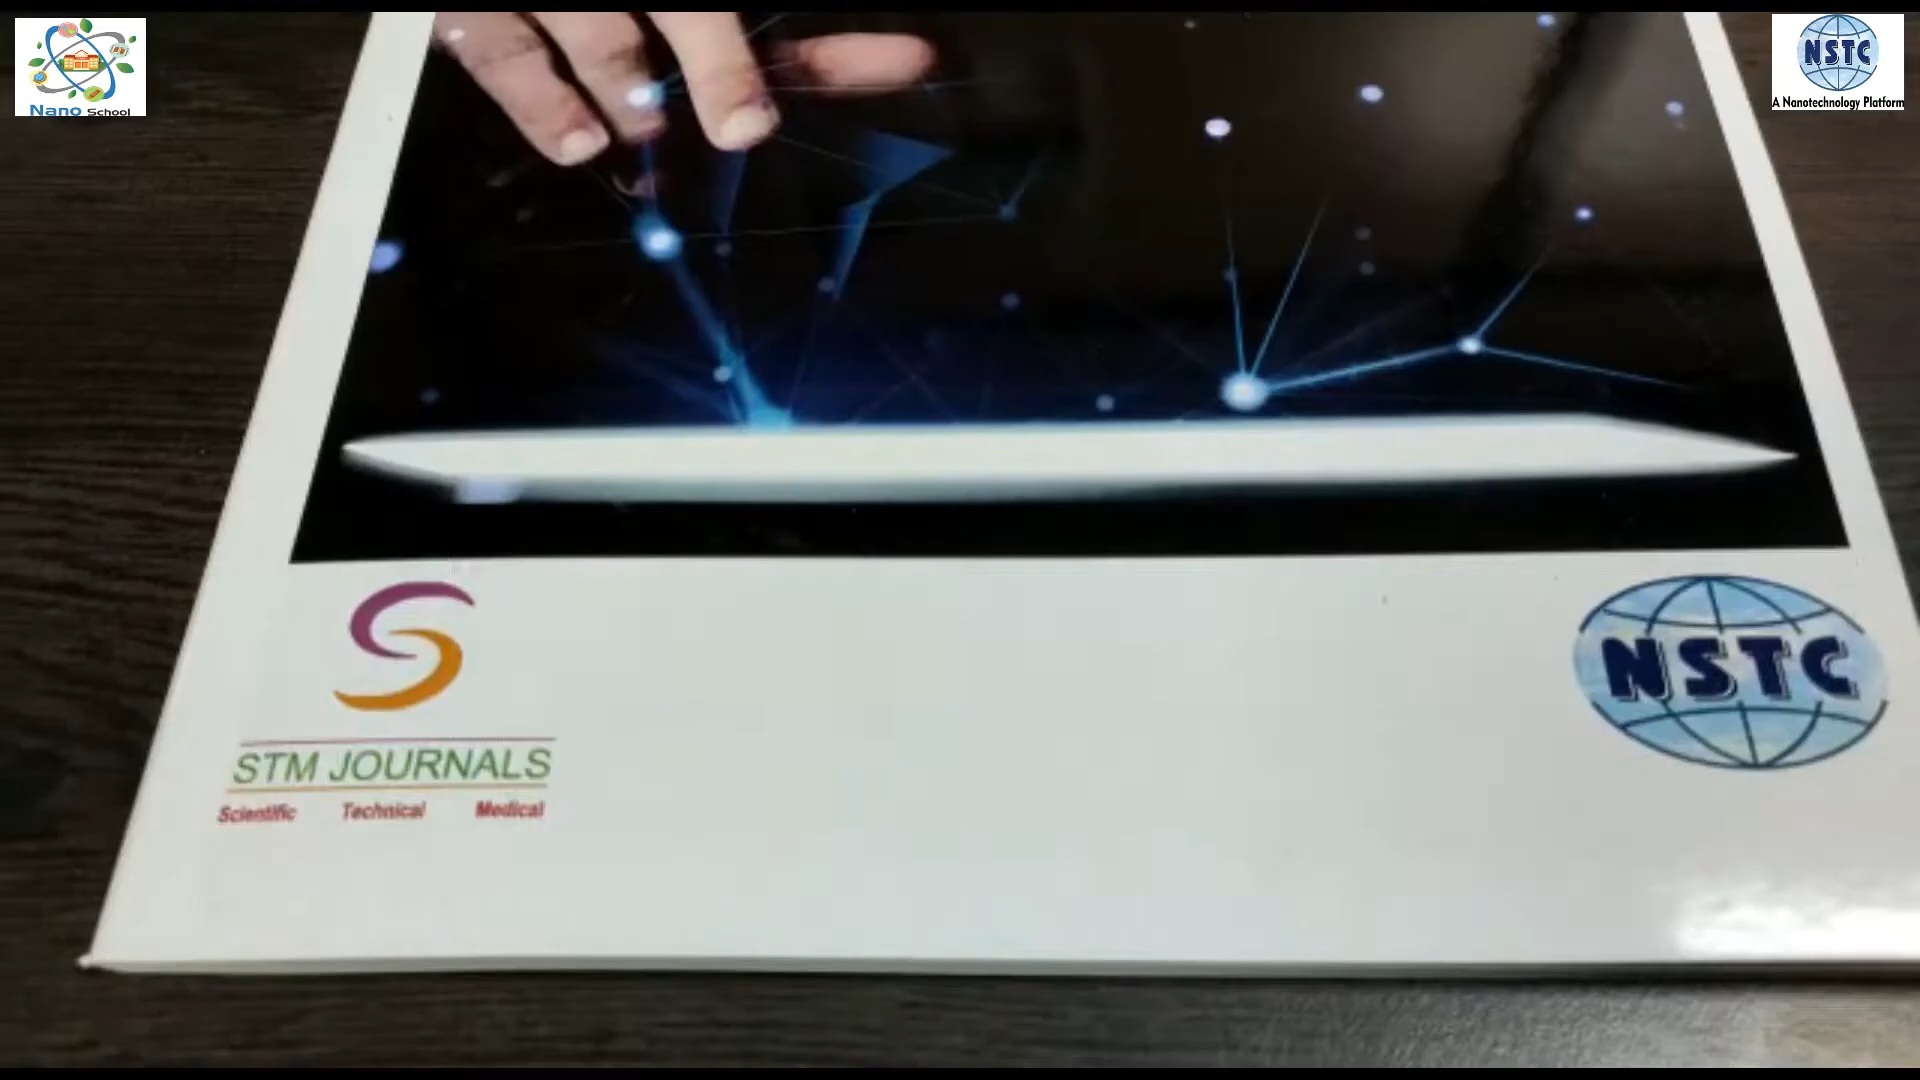 Nano School
NSTC
A Nanotechnology Platform
STM JOURNALS
Scientific Technical Medical
NSTC